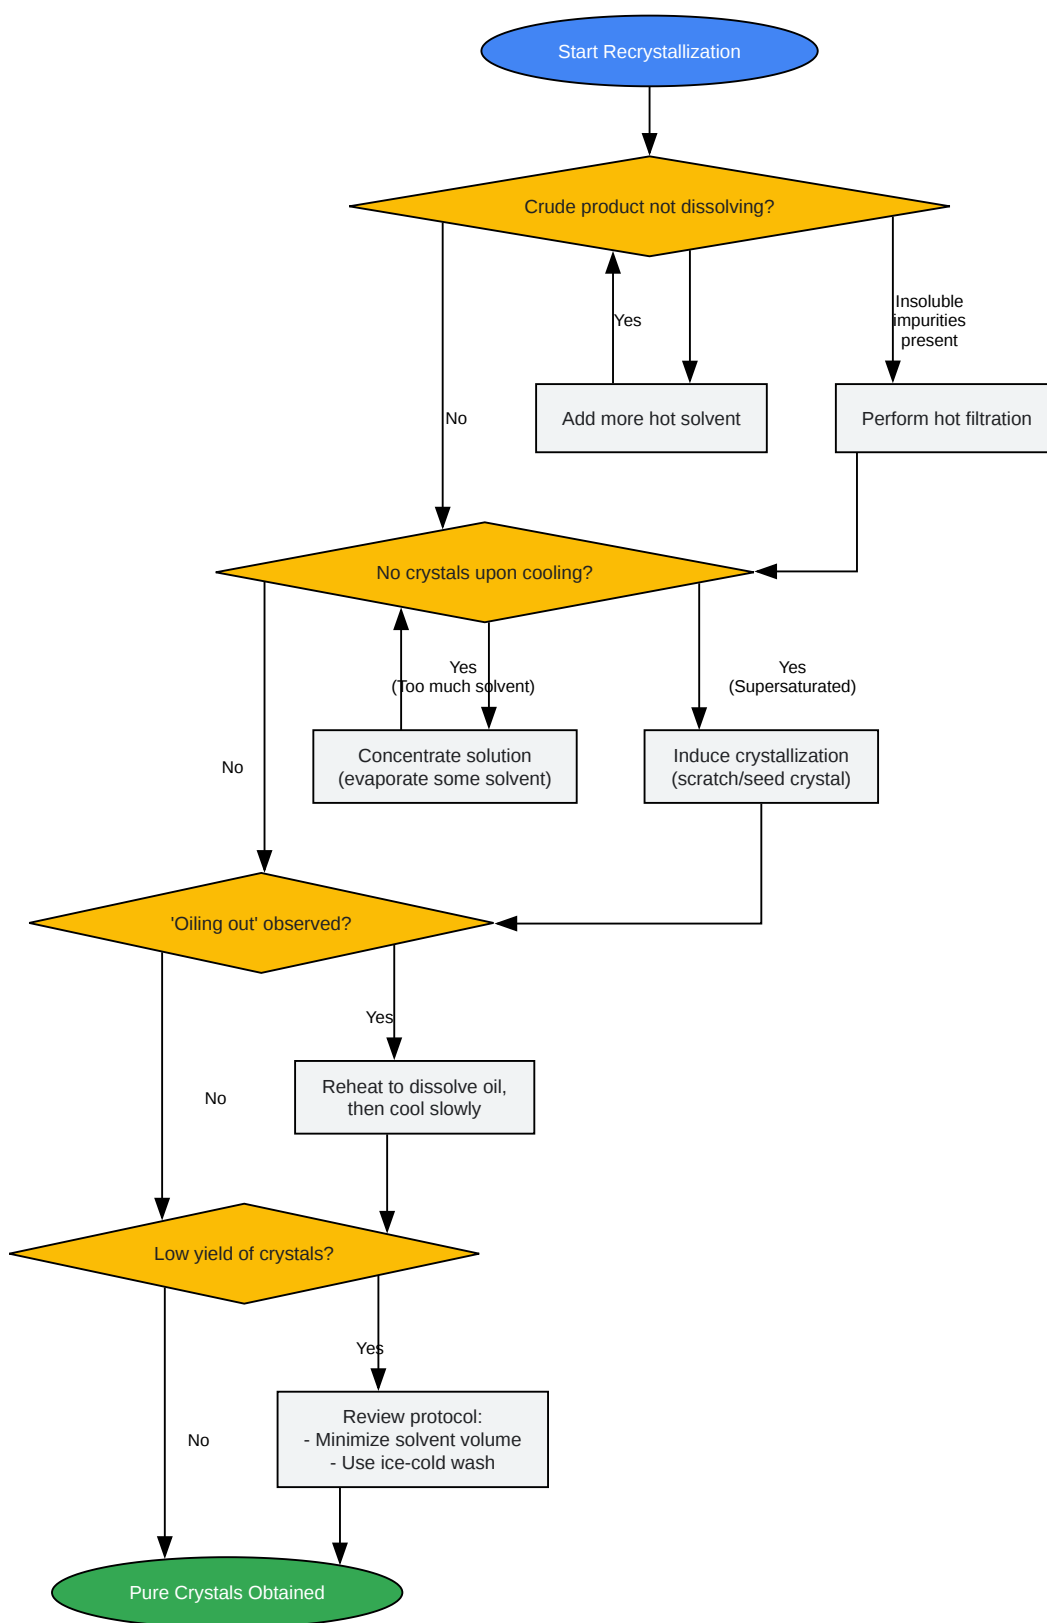 Start Recrystallization
Crude product not dissolving?
Insoluble
impurities
present
Yes
Add more hot solvent
Perform hot filtration
No
No crystals upon cooling?
Yes
(Too much solvent)
Yes
(Supersaturated)
Concentrate solution
(evaporate some solvent)
Induce crystallization
(scratch/seed crystal)
No
'Oiling out' observed?
Yes
Reheat to dissolve oil,
then cool slowly
No
Low yield of crystals?
Yes
Review protocol:
- Minimize solvent volume
- Use ice-cold wash
No
Pure Crystals Obtained